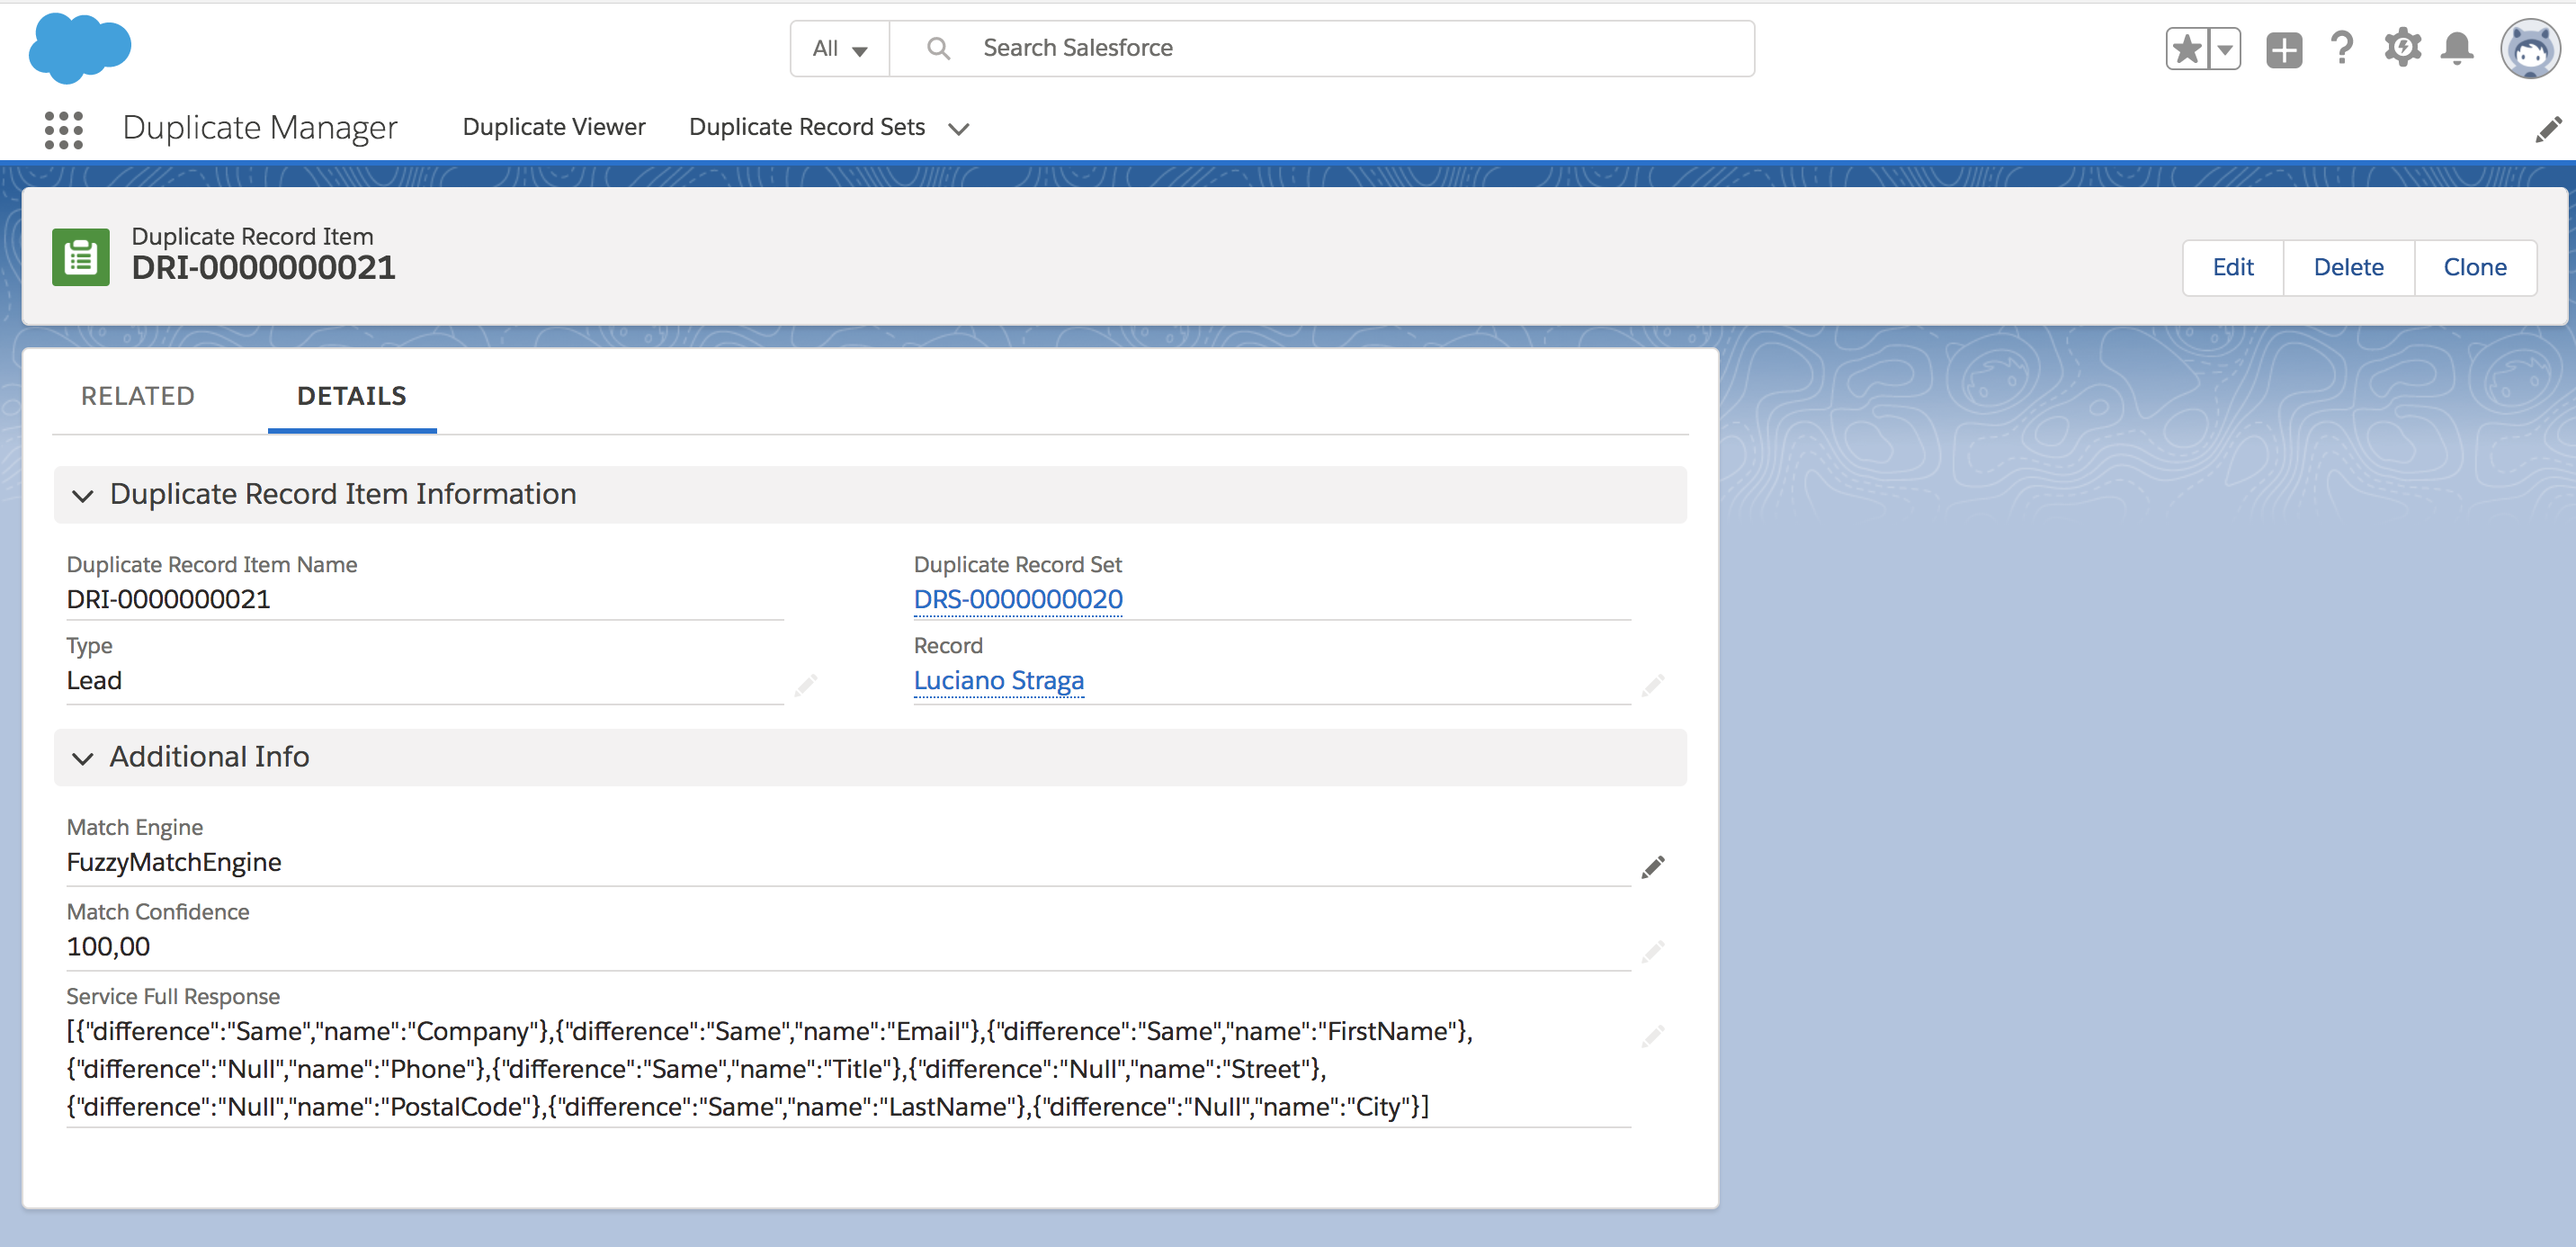 All
Search Salesforce
Duplicate Manager
Duplicate Viewer
Duplicate Record Sets
Duplicate Record Item
DRI-0000000021
Edit
Delete
Clone
RELATED
DETAILS
Duplicate Record Item Information
Duplicate Record Item Name
DRI-0000000021
Duplicate Record Set
DRS-0000000020
Type
Lead
Record
Luciano Straga
Additional Info
Match Engine
FuzzyMatchEngine
Match Confidence
100,00
Service Full Response
[{"difference":"Same","name":"Company"},{"difference":"Same","name":"Email"},{"difference":"Same","name":"FirstName"},
{"difference":"Null","name":"Phone"},{"difference":"Same","name":"Title"},{"difference":"Null","name":"Street"},
{"difference":"Null","name":"PostalCode"},{"difference":"Same","name":"LastName"},{"difference":"Null","name":"City"}]